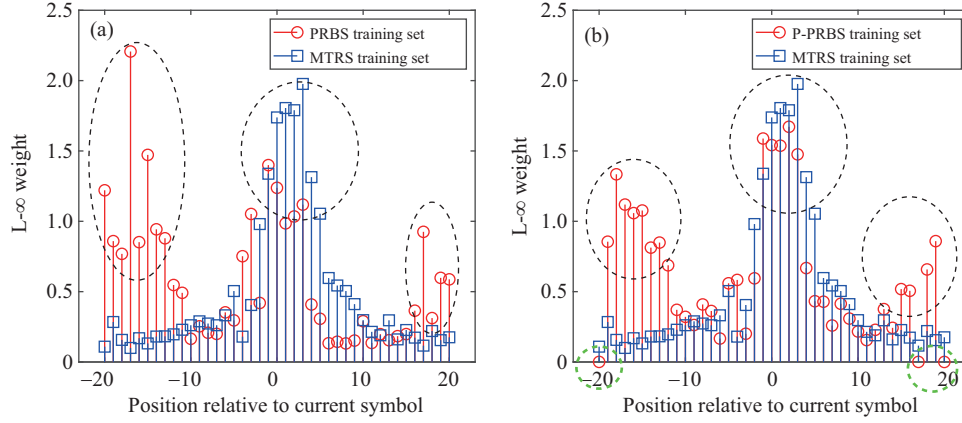 (a)
PRBS training set
MTRS training set
2.5
2.0
1.5
1.0
0.5
0
L-∞ weight
−20
−10
0
10
20
Position relative to current symbol
(b)
P-PRBS training set
MTRS training set
2.5
2.0
1.5
1.0
0.5
0
L-∞ weight
−20
−10
0
10
20
Position relative to current symbol